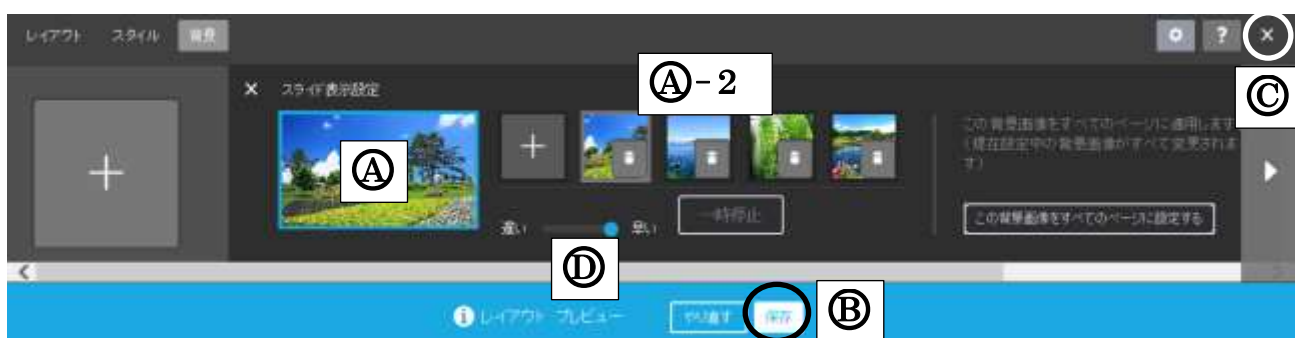 レイアウト スタイル 背景
? ×
Ⓐ-2
Ⓒ
× スライド表示設定
Ⓐ
この背景画像をすべてのページに適用します
(現在設定中の背景画像がすべて変更されま
す)
遅い 早い 一時停止
この背景画像をすべてのページに設定する
Ⓓ
レイアウト プレビュー やり直す 保存 Ⓑ